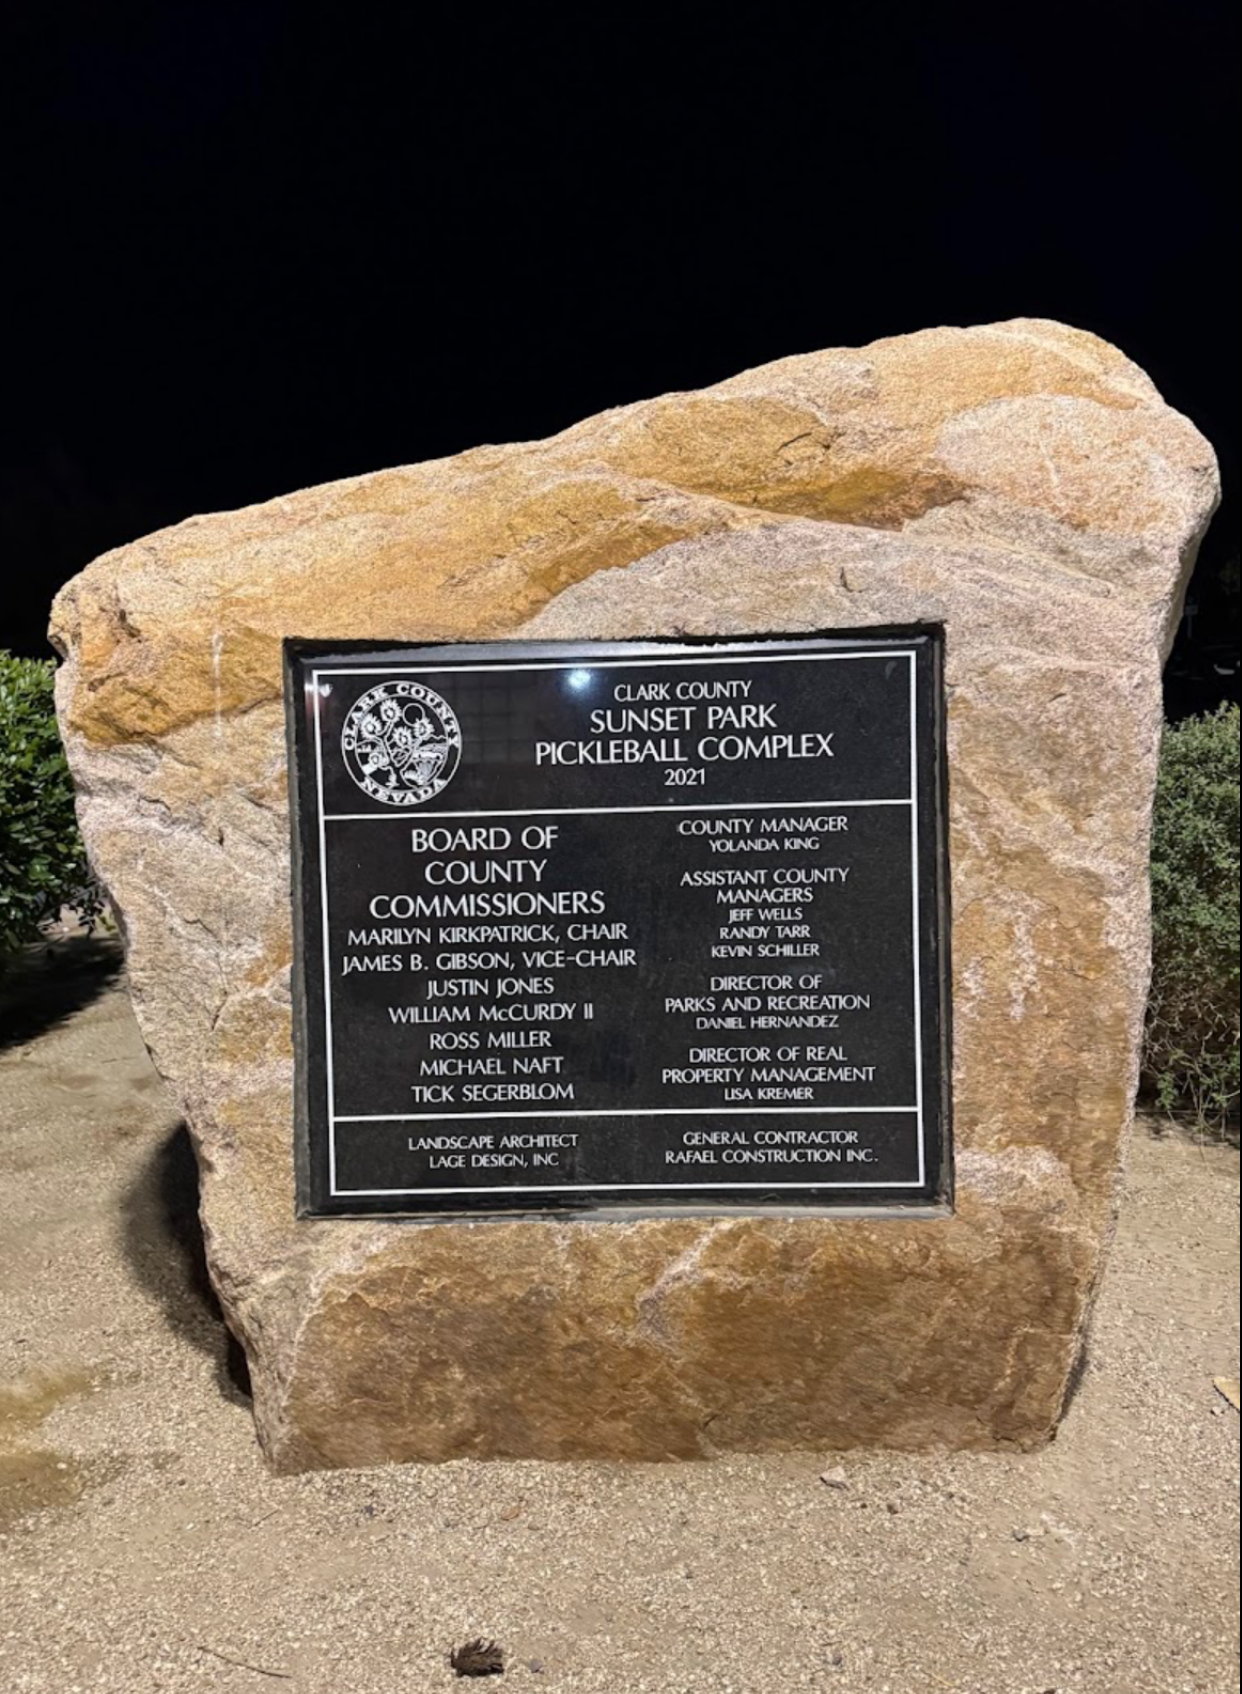 CLARK COUNTY
NEVADA
CLARK COUNTY
SUNSET PARK
PICKLEBALL COMPLEX
2021
BOARD OF
COUNTY
COMMISSIONERS
MARILYN KIRKPATRICK, CHAIR
JAMES B. GIBSON, VICE-CHAIR
JUSTIN JONES
WILLIAM McCURDY II
ROSS MILLER
MICHAEL NAFT
TICK SEGERBLOM
COUNTY MANAGER
YOLANDA KING
ASSISTANT COUNTY
MANAGERS
JEFF WELLS
RANDY TARR
KEVIN SCHILLER
DIRECTOR OF
PARKS AND RECREATION
DANIEL HERNANDEZ
DIRECTOR OF REAL
PROPERTY MANAGEMENT
LISA KREMER
LANDSCAPE ARCHITECT
LAGE DESIGN, INC
GENERAL CONTRACTOR
RAFAEL CONSTRUCTION INC.